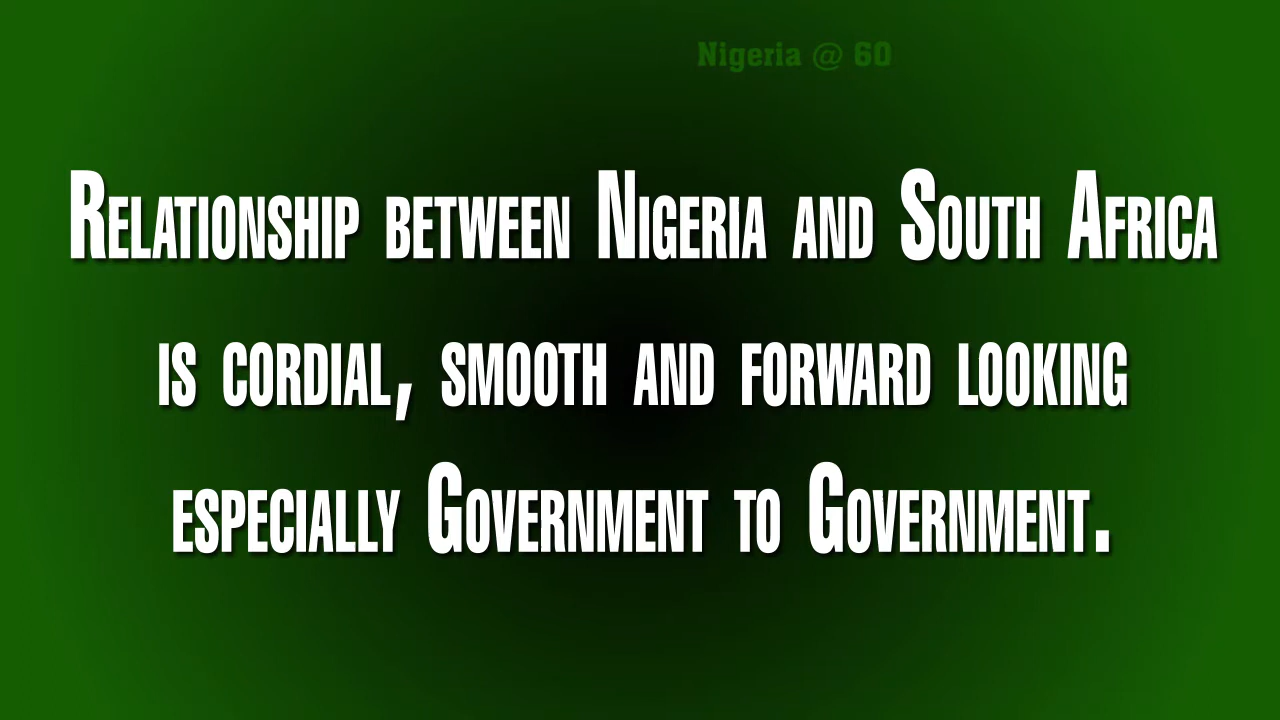 Nigeria @ 60
Relationship between Nigeria and South Africa
is cordial, smooth and forward looking
especially Government to Government.